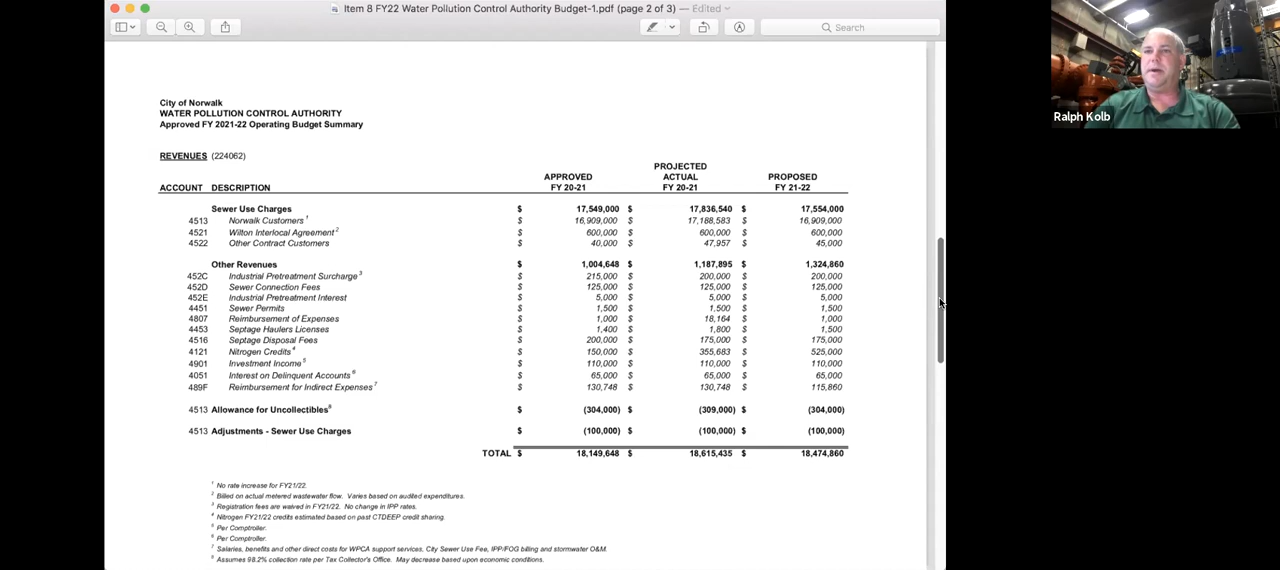 Item 8 FY22 Water Pollution Control Authority Budget-1.pdf (page 2 of 3) — Edited
Search
Ralph Kolb
City of Norwalk
WATER POLLUTION CONTROL AUTHORITY
Approved FY 2021-22 Operating Budget Summary
REVENUES (224062)
ACCOUNT DESCRIPTION APPROVED FY 20-21 PROJECTED ACTUAL FY 20-21 PROPOSED FY 21-22
Sewer Use Charges $ 17,549,000 $ 17,836,540 $ 17,554,000
4513 Norwalk Customers 1 $ 16,909,000 $ 17,188,583 $ 16,909,000
4521 Wilton Interlocal Agreement 2 $ 600,000 $ 600,000 $ 600,000
4522 Other Contract Customers $ 40,000 $ 47,957 $ 45,000
Other Revenues $ 1,004,648 $ 1,187,895 $ 1,324,860
452C Industrial Pretreatment Surcharge 3 $ 215,000 $ 200,000 $ 200,000
452D Sewer Connection Fees $ 125,000 $ 125,000 $ 125,000
452E Industrial Pretreatment Interest $ 5,000 $ 5,000 $ 5,000
4451 Sewer Permits $ 1,500 $ 1,500 $ 1,500
4807 Reimbursement of Expenses $ 1,000 $ 18,164 $ 1,000
4453 Septage Haulers Licenses $ 1,400 $ 1,800 $ 1,500
4516 Septage Disposal Fees $ 200,000 $ 175,000 $ 175,000
4121 Nitrogen Credits 4 $ 150,000 $ 355,683 $ 525,000
4901 Investment Income 5 $ 110,000 $ 110,000 $ 110,000
4051 Interest on Delinquent Accounts 6 $ 65,000 $ 65,000 $ 65,000
489F Reimbursement for Indirect Expenses 7 $ 130,748 $ 130,748 $ 115,860
4513 Allowance for Uncollectibles 8 $ (304,000) $ (309,000) $ (304,000)
4513 Adjustments - Sewer Use Charges $ (100,000) $ (100,000) $ (100,000)
TOTAL $ 18,149,648 $ 18,615,435 $ 18,474,860
1 No rate increase for FY21/22.
2 Billed on actual metered wastewater flow. Varies based on audited expenditures.
3 Registration fees are waived in FY21/22. No change in IPP rates.
4 Nitrogen FY21/22 credits estimated based on past CTDEEP credit sharing.
5 Per Comptroller.
6 Per Comptroller.
7 Salaries, benefits and other direct costs for WPCA support services, City Sewer Use Fee, IPP/FOG billing and stormwater O&M.
8 Assumes 98.2% collection rate per Tax Collector's Office. May decrease based upon economic conditions.